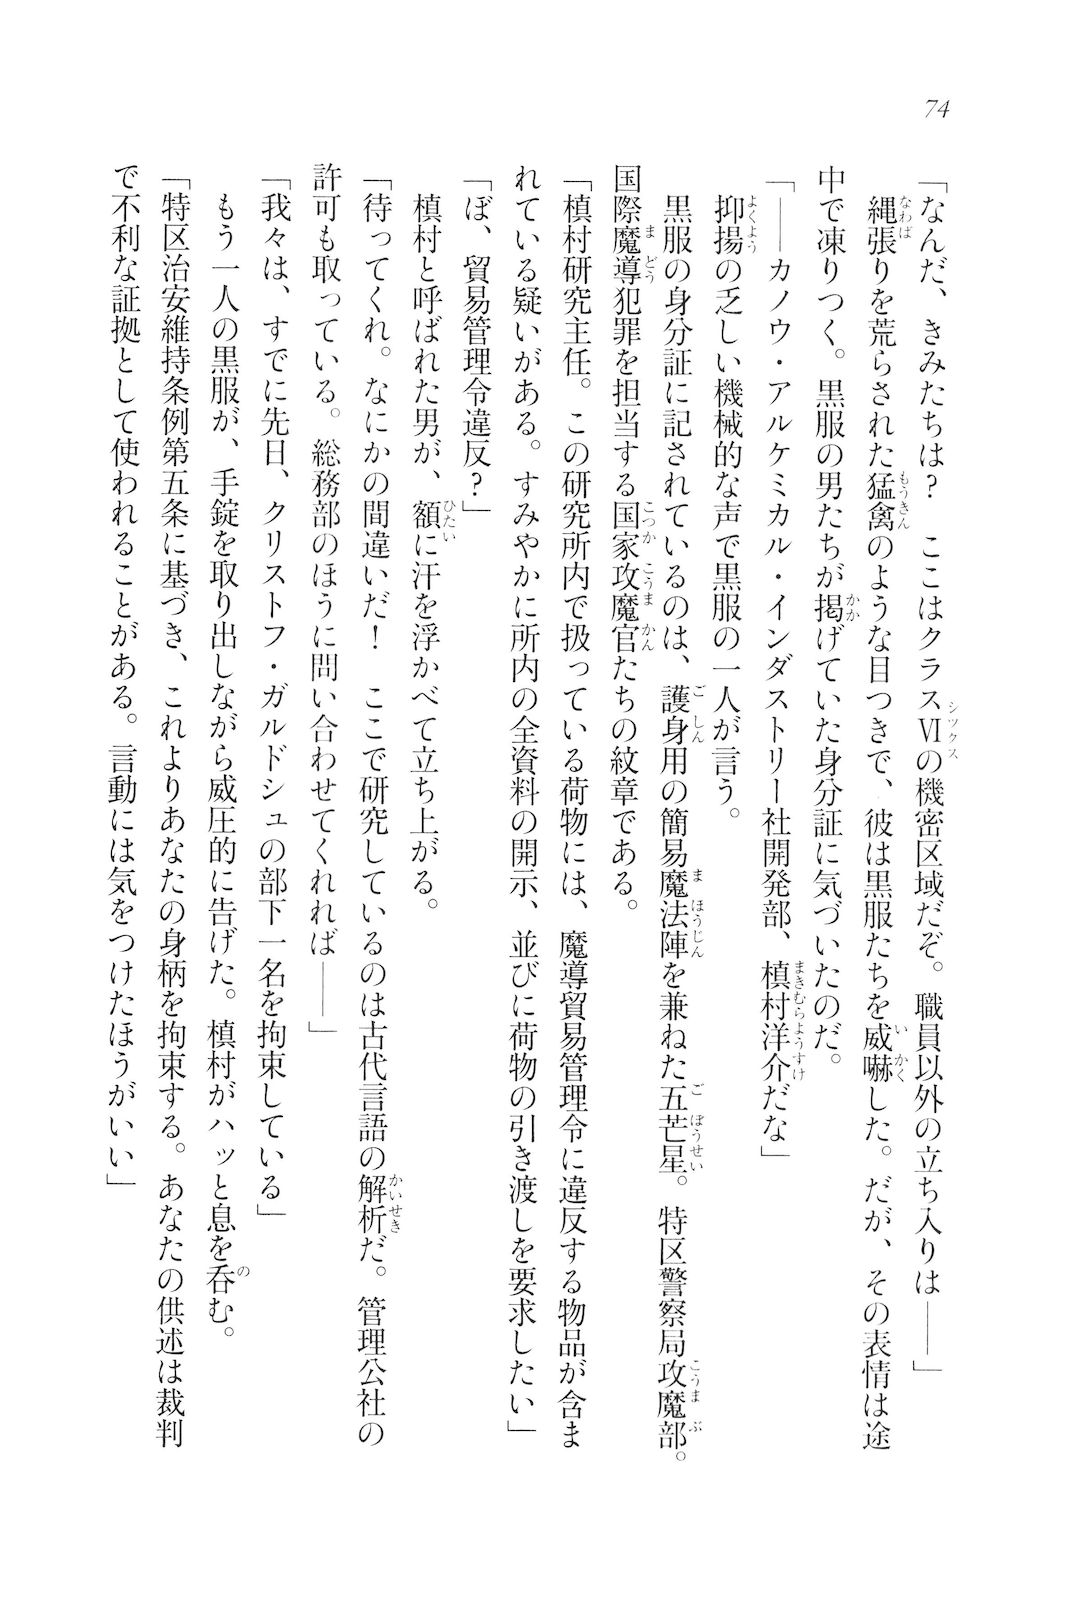 74
「なんだ、きみたちは? ここはクラスⅥの機密区域だぞ。職員以外の立ち入りは――」
縄張りを荒らされた猛禽のような目つきで、彼は黒服たちを威嚇した。だが、その表情は途
中で凍りつく。黒服の男たちが掲げていた身分証に気づいたのだ。
「――カノウ・アルケミカル・インダストリー社開発部、槙村洋介だな」
抑揚の乏しい機械的な声で黒服の一人が言う。
黒服の身分証に記されているのは、護身用の簡易魔法陣を兼ねた五芒星。特区警察局攻魔部。
国際魔導犯罪を担当する国家攻魔官たちの紋章である。
「槙村研究主任。この研究所内で扱っている荷物には、魔導貿易管理令に違反する物品が含ま
れている疑いがある。すみやかに所内の全資料の開示、並びに荷物の引き渡しを要求したい」
「ぼ、貿易管理令違反?」
槙村と呼ばれた男が、額に汗を浮かべて立ち上がる。
「待ってくれ。なにかの間違いだ! ここで研究しているのは古代言語の解析だ。管理公社の
許可も取っている。総務部のほうに問い合わせてくれれば――」
「我々は、すでに先日、クリストフ・ガルドシュの部下一名を拘束している」
もう一人の黒服が、手錠を取り出しながら威圧的に告げた。槙村がハッと息を呑む。
「特区治安維持条例第五条に基づき、これよりあなたの身柄を拘束する。あなたの供述は裁判
で不利な証拠として使われることがある。言動には気をつけたほうがいい」